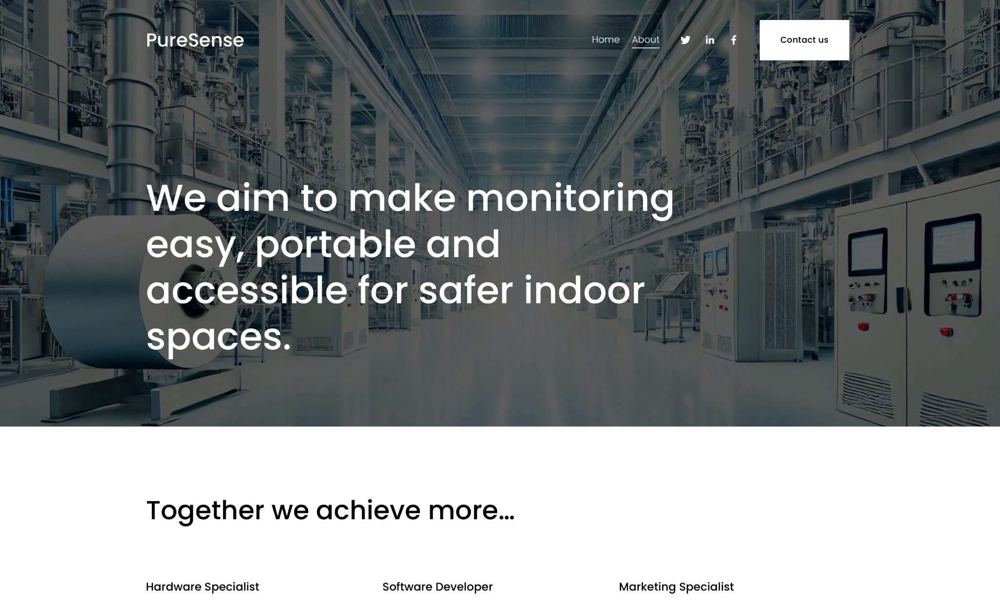 PureSense
Home About
Contact us
We aim to make monitoring
easy, portable and
accessible for safer indoor
spaces.
Together we achieve more...
Hardware Specialist
Software Developer
Marketing Specialist